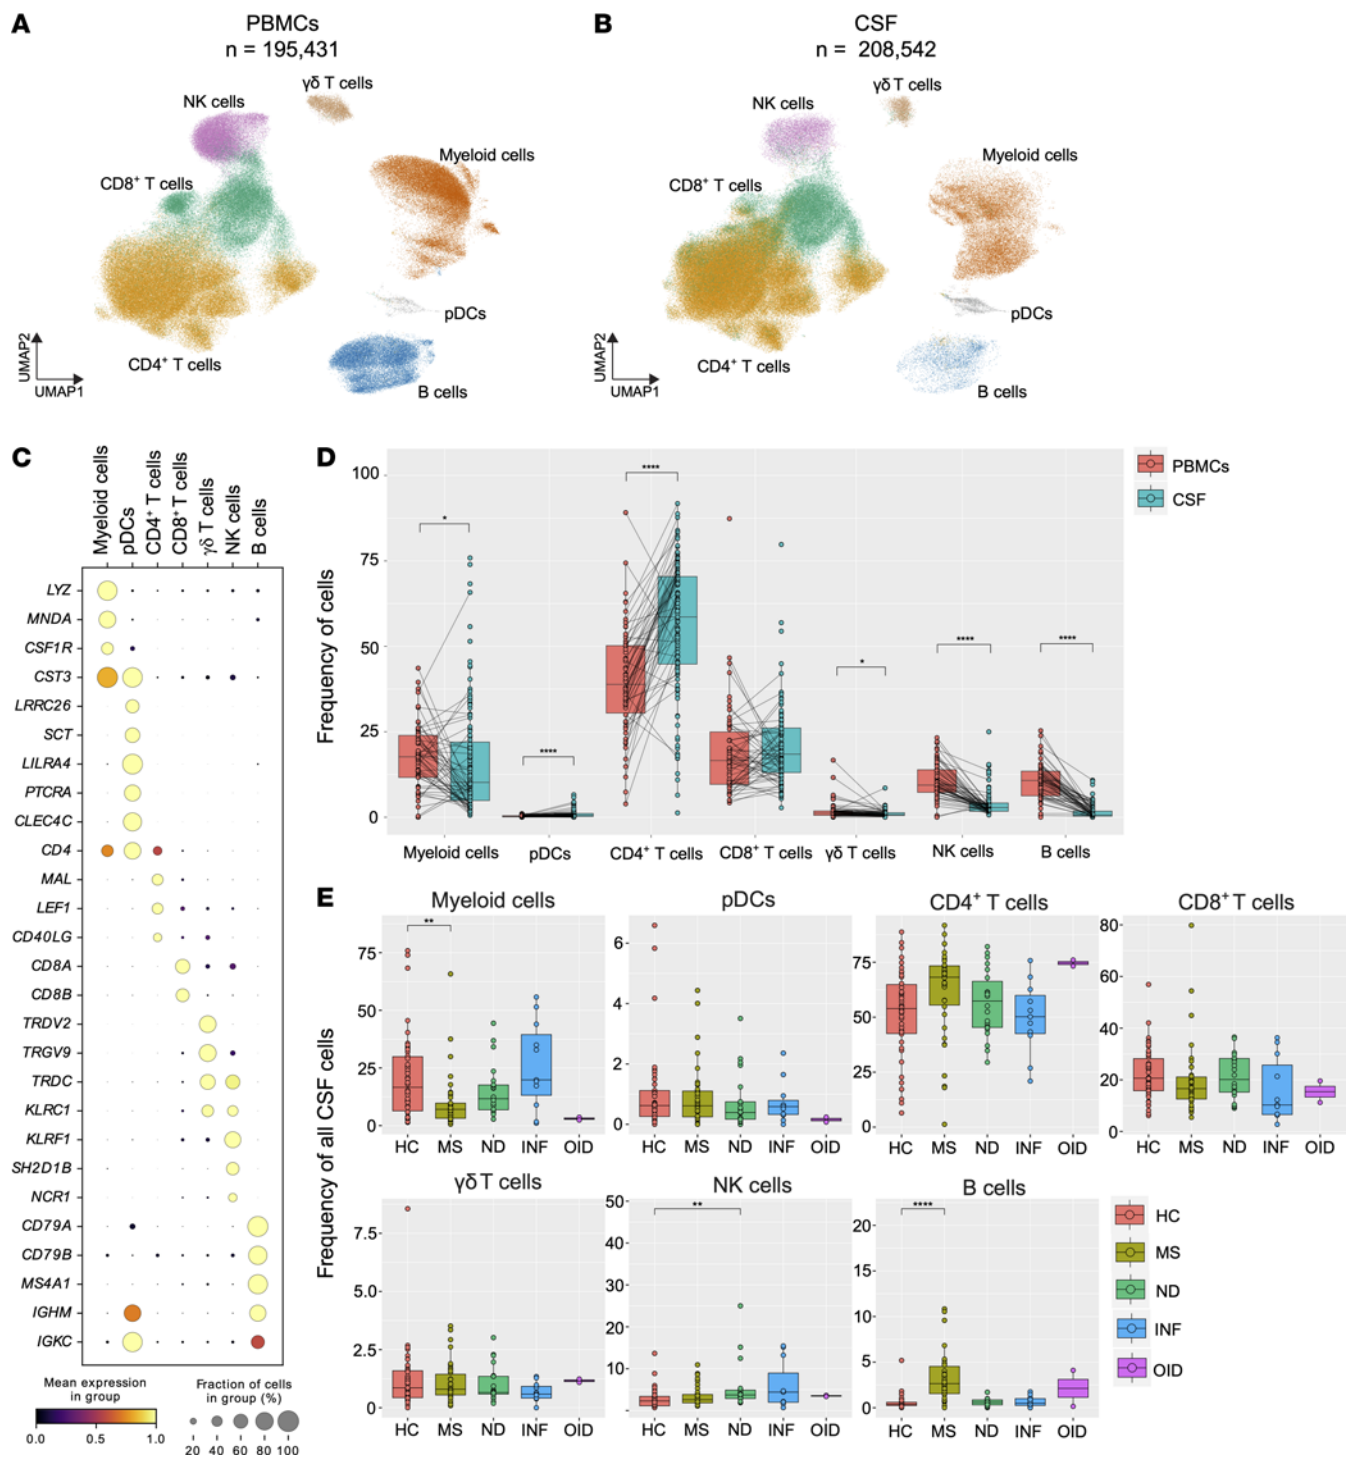 A
PBMCs
n = 195,431
γδ T cells
NK cells
Myeloid cells
CD8⁺ T cells
pDCs
CD4⁺ T cells
B cells
UMAP2
UMAP1
B
CSF
n = 208,542
γδ T cells
NK cells
Myeloid cells
CD8⁺ T cells
pDCs
CD4⁺ T cells
B cells
UMAP2
UMAP1
C
Myeloid cells
pDCs
CD4⁺ T cells
CD8⁺ T cells
γδ T cells
NK cells
B cells
LYZ
MNDA
CSF1R
CST3
LRRC26
SCT
LILRA4
PTCRA
CLEC4C
CD4
MAL
LEF1
CD40LG
CD8A
CD8B
TRDV2
TRGV9
TRDC
KLRC1
KLRF1
SH2D1B
NCR1
CD79A
CD79B
MS4A1
IGHM
IGKC
Mean expression
in group
0.0 0.5 1.0
Fraction of cells
in group (%)
20 40 60 80 100
D
Frequency of cells
100
75
50
25
0
*
****
****
*
****
****
Myeloid cells pDCs CD4⁺ T cells CD8⁺ T cells γδ T cells NK cells B cells
PBMCs
CSF
E
Frequency of all CSF cells
Myeloid cells
**
75
50
25
0
HC MS ND INF OID
pDCs
6
4
2
0
HC MS ND INF OID
CD4⁺ T cells
75
50
25
0
HC MS ND INF OID
CD8⁺ T cells
80
60
40
20
0
HC MS ND INF OID
γδ T cells
7.5
5.0
2.5
0
HC MS ND INF OID
NK cells
**
50
40
30
20
10
HC MS ND INF OID
B cells
****
20
15
10
5
0
HC MS ND INF OID
HC
MS
ND
INF
OID